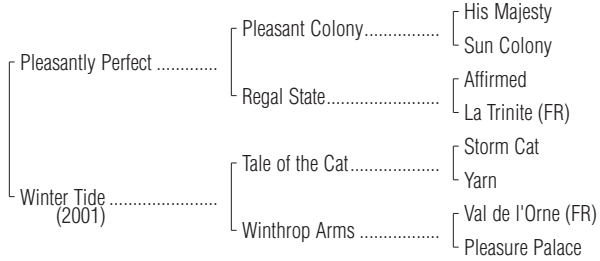 His Majesty
Pleasant Colony................
Sun Colony
Pleasantly Perfect .............
Affirmed
Regal State.......................
La Trinite (FR)
Storm Cat
Tale of the Cat..................
Yarn
Winter Tide ......................
(2001)
Val de l'Orne (FR)
Winthrop Arms .................
Pleasure Palace